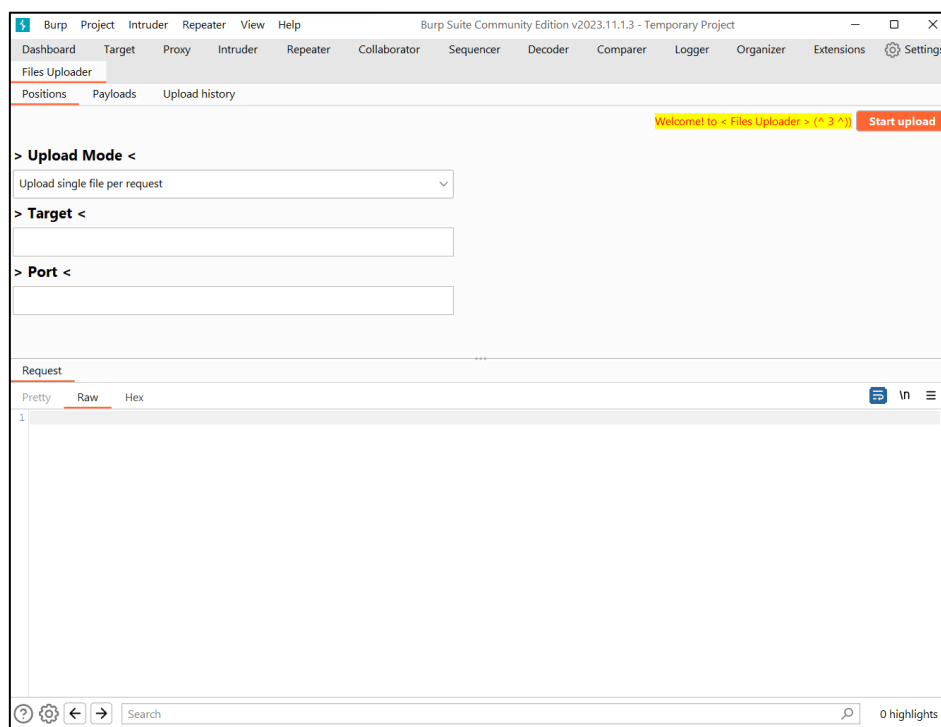 Burp Project Intruder Repeater View Help Burp Suite Community Edition v2023.11.1.3 - Temporary Project
Dashboard Target Proxy Intruder Repeater Collaborator Sequencer Decoder Comparer Logger Organizer Extensions Settings
Files Uploader
Positions Payloads Upload history
Welcome! to < Files Uploader > (^ 3 ^)) Start upload
> Upload Mode <
Upload single file per request
> Target <
> Port <
Request
Pretty Raw Hex \n
1
Search 0 highlights